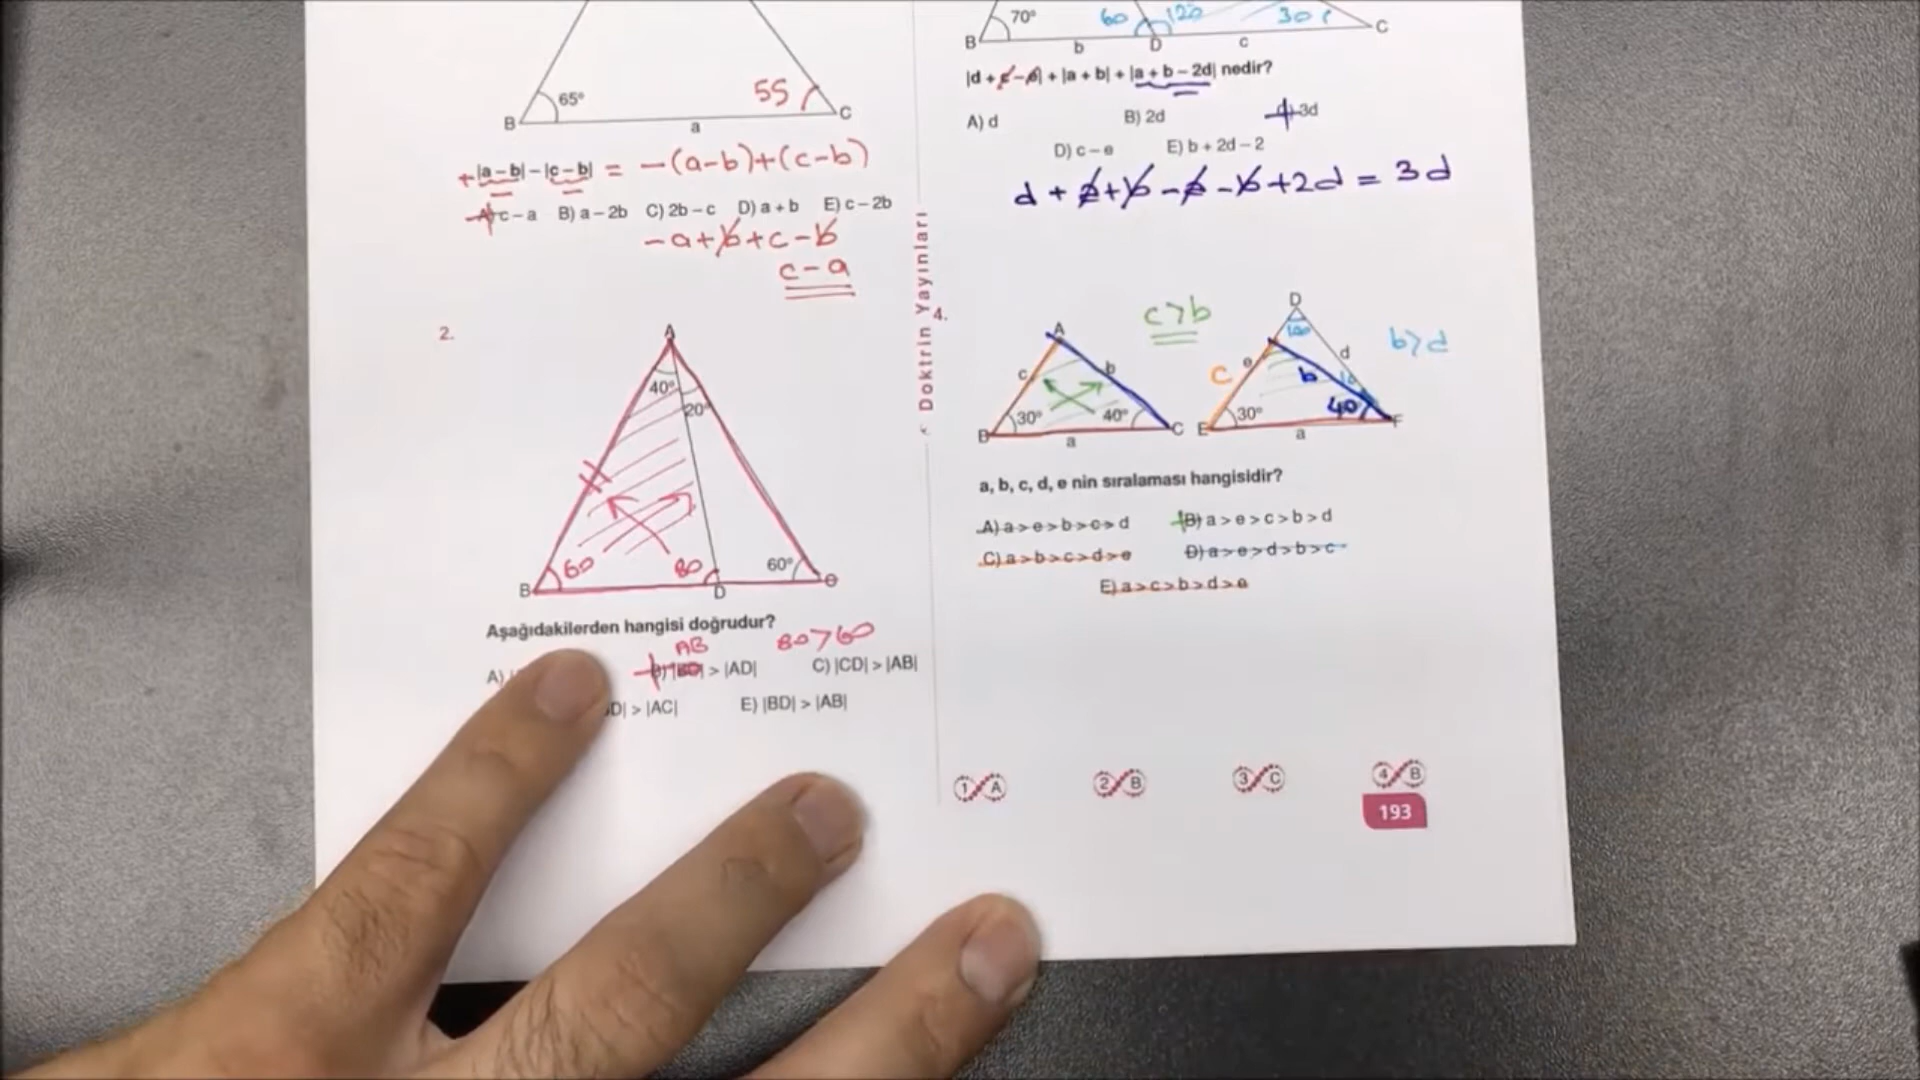 65°
55
B
a
C
+|a – b| – |c – b| = –(a–b)+(c–b)
A) c – a B) a – 2b C) 2b – c D) a + b E) c – 2b
–a+b+c–b
c–a
2.
A
40°
20°
60
80
60°
B
D
Aşağıdakilerden hangisi doğrudur?
AB
80>60
A)
B) > |AD|
C) |CD| > |AB|
D| > |AC|
E) |BD| > |AB|
Doktrin Yayınları
70°
60
120
30
B
b
D
c
C
|d + | + |a + b| + |a + b – 2d| nedir?
A) d
B) 2d
3d
D) c – e
E) b + 2d – 2
d + a+b –a –b +2d = 3d
4.
c>b
A
c
b
30°
40°
B
a
C
D
100
e
d
b>d
c
b
10
30°
40
E
a
F
a, b, c, d, e nin sıralaması hangisidir?
A) a > e > b > c > d
B) a > e > c > b > d
C) a > b > c > d > e
D) a > e > d > b > c
E) a > c > b > d > e
1 A
2 B
3 C
4 B
193